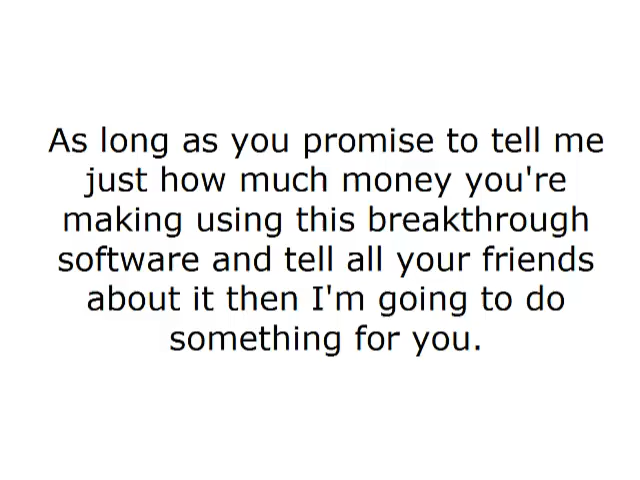 As long as you promise to tell me
just how much money you're
making using this breakthrough
software and tell all your friends
about it then I'm going to do
something for you.